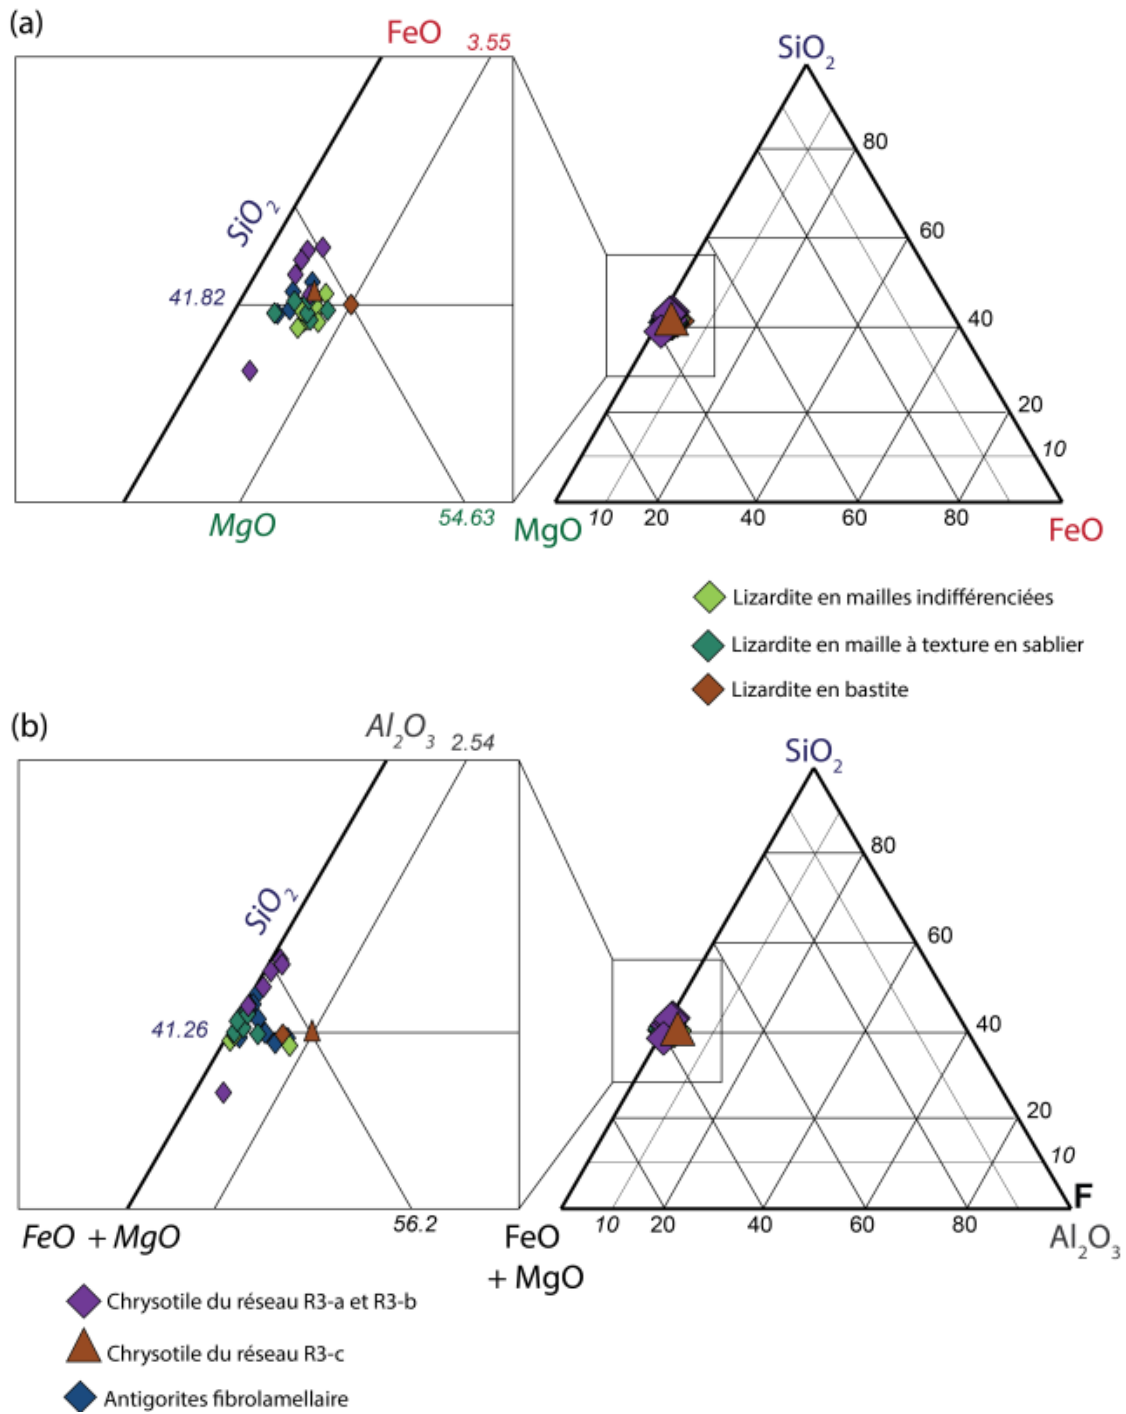 (a)
FeO 3.55
SiO2
80
SiO2
60
41.82
40
20
10
MgO 54.63 MgO 10 20 40 60 80
FeO
Lizardite en mailles indifférenciées
Lizardite en maille à texture en sablier
Lizardite en bastite
(b)
Al2O3 2.54
SiO2
80
SiO2
60
41.26
40
20
10
F
FeO + MgO 56.2 FeO + MgO 10 20 40 60 80 Al2O3
Chrysotile du réseau R3-a et R3-b
Chrysotile du réseau R3-c
Antigorites fibrolamellaire